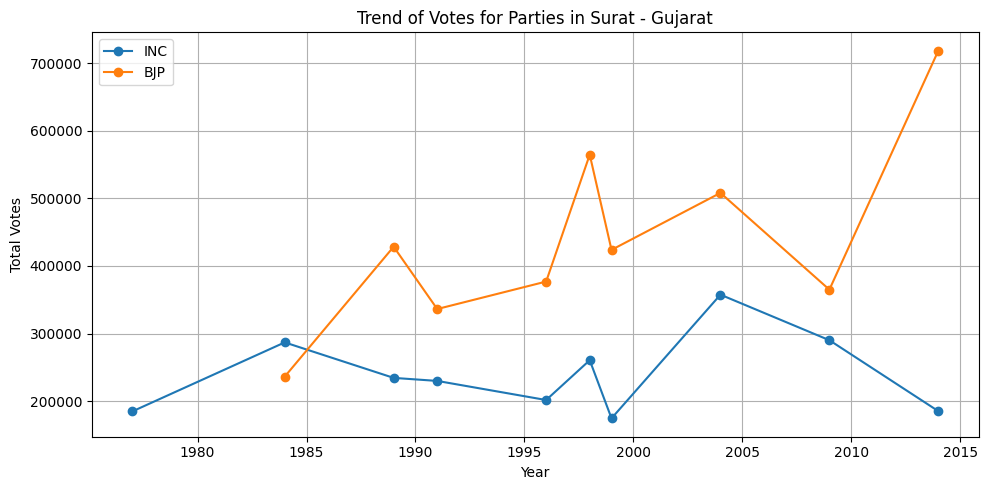 Trend of Votes for Parties in Surat - Gujarat
INC
BJP
700000
600000
500000
400000
300000
200000
Total Votes
1980 1985 1990 1995 2000 2005 2010 2015
Year